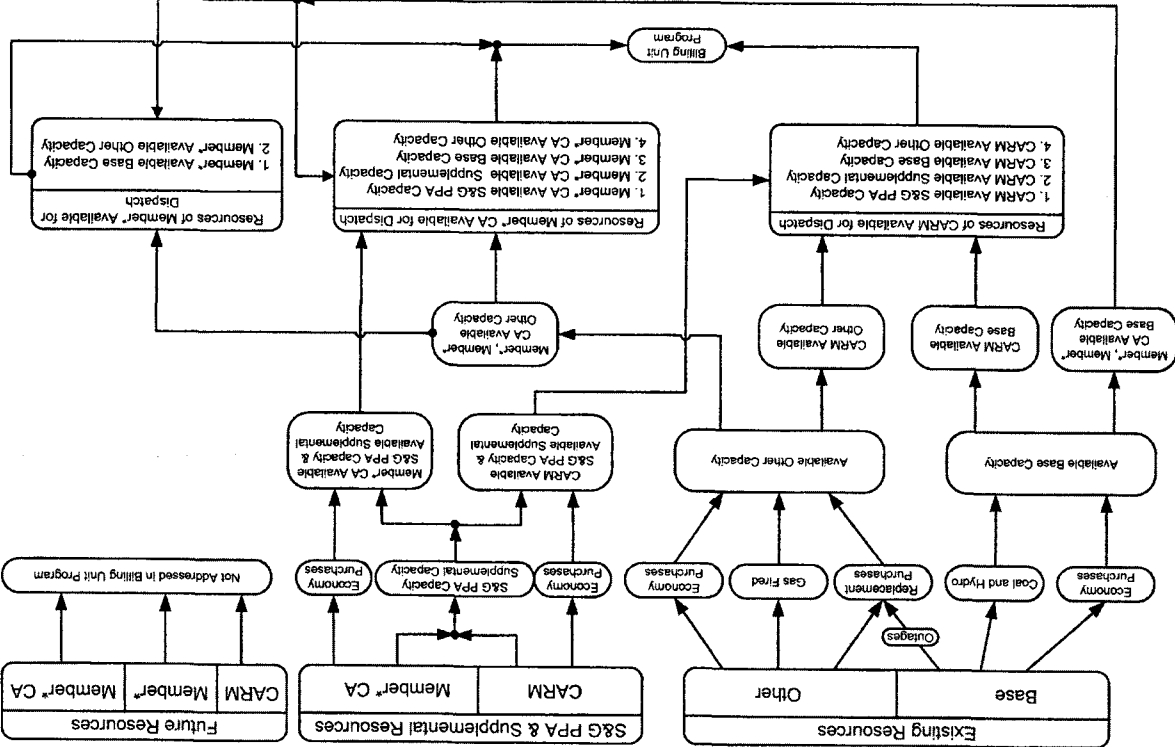 Existing Resources
Base
Other
S&G PPA & Supplemental Resources
CARM
Member* CA
Future Resources
CARM
Member*
Member* CA
Outages
Economy
Purchases
Coal and Hydro
Replacement
Purchases
Gas Fired
Economy
Purchases
Economy
Purchases
S&G PPA Capacity
Supplemental Capacity
Economy
Purchases
Not Addressed in Billing Unit Program
Available Base Capacity
Available Other Capacity
CARM Available
S&G PPA Capacity &
Available Supplemental
Capacity
Member* CA Available
S&G PPA Capacity &
Available Supplemental
Capacity
Member*, Member*
CA Available
Base Capacity
CARM Available
Base Capacity
CARM Available
Other Capacity
Member*, Member*
CA Available
Other Capacity
Resources of CARM Available for Dispatch
1. CARM Available S&G PPA Capacity
2. CARM Available Supplemental Capacity
3. CARM Available Base Capacity
4. CARM Available Other Capacity
Resources of Member* CA Available for Dispatch
1. Member* CA Available S&G PPA Capacity
2. Member* CA Available Supplemental Capacity
3. Member* CA Available Base Capacity
4. Member* CA Available Other Capacity
Resources of Member* Available for
Dispatch
1. Member* Available Base Capacity
2. Member* Available Other Capacity
Billing Unit
Program